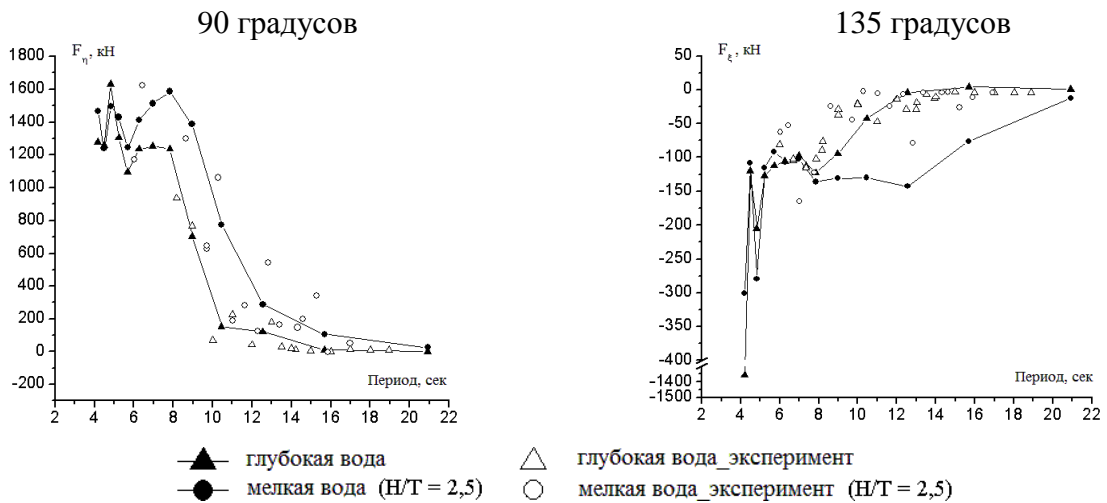 90 градусов
135 градусов
F_η, кН
1800
1600
1400
1200
1000
800
600
400
200
0
-200
Период, сек
2 4 6 8 10 12 14 16 18 20 22
F_ξ, кН
50
0
-50
-100
-150
-200
-250
-300
-350
-400
-1400
-1500
Период, сек
2 4 6 8 10 12 14 16 18 20 22
глубокая вода
глубокая вода_эксперимент
мелкая вода (Н/Т = 2,5)
мелкая вода_эксперимент (Н/Т = 2,5)